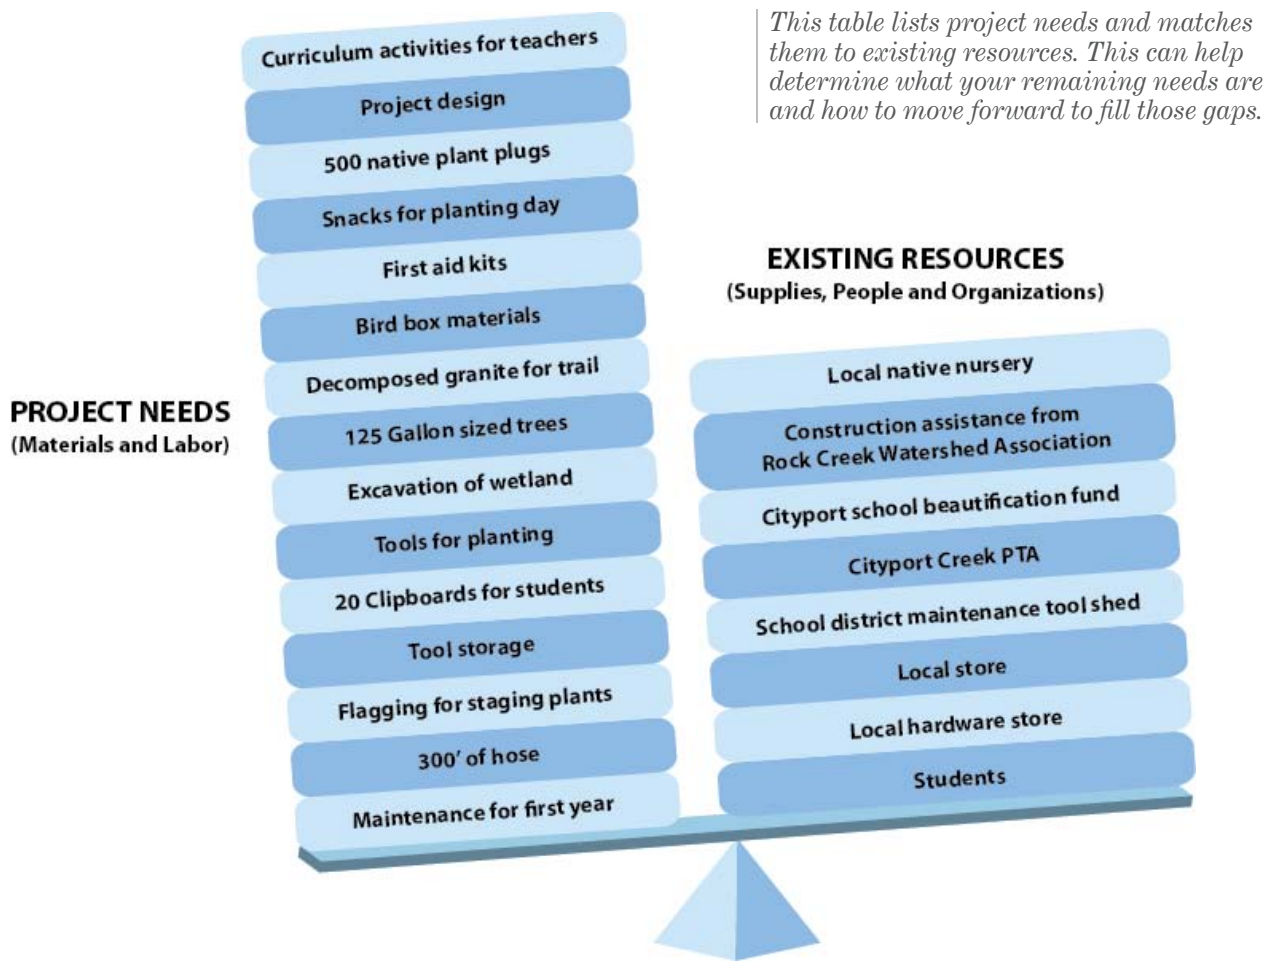 This table lists project needs and matches
them to existing resources. This can help
determine what your remaining needs are
and how to move forward to fill those gaps.
PROJECT NEEDS
(Materials and Labor)
Curriculum activities for teachers
Project design
500 native plant plugs
Snacks for planting day
First aid kits
Bird box materials
Decomposed granite for trail
125 Gallon sized trees
Excavation of wetland
Tools for planting
20 Clipboards for students
Tool storage
Flagging for staging plants
300’ of hose
Maintenance for first year
EXISTING RESOURCES
(Supplies, People and Organizations)
Local native nursery
Construction assistance from
Rock Creek Watershed Association
Cityport school beautification fund
Cityport Creek PTA
School district maintenance tool shed
Local store
Local hardware store
Students